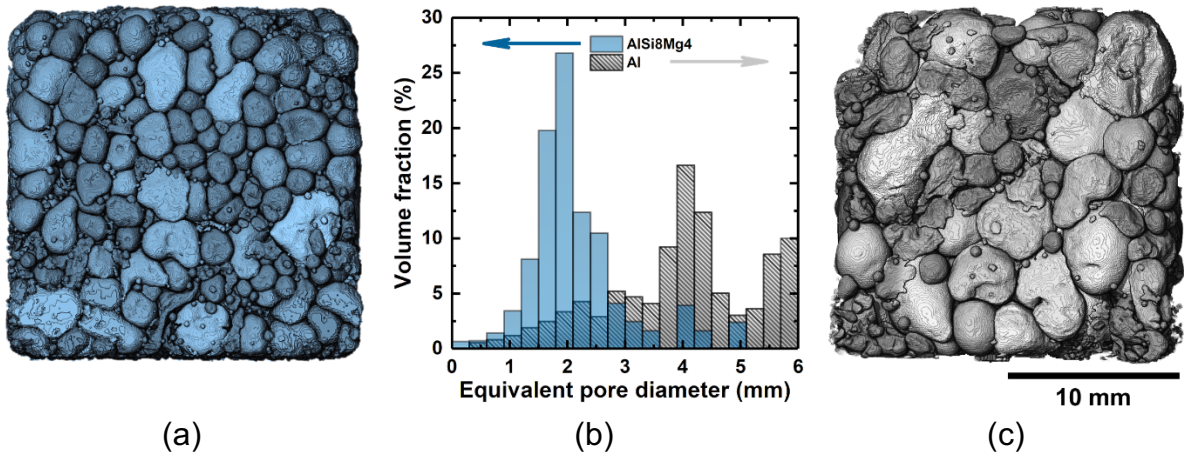 30
25
20
15
10
5
0
Volume fraction (%)
AlSi8Mg4
Al
0 1 2 3 4 5 6
Equivalent pore diameter (mm)
10 mm
(a) (b) (c)